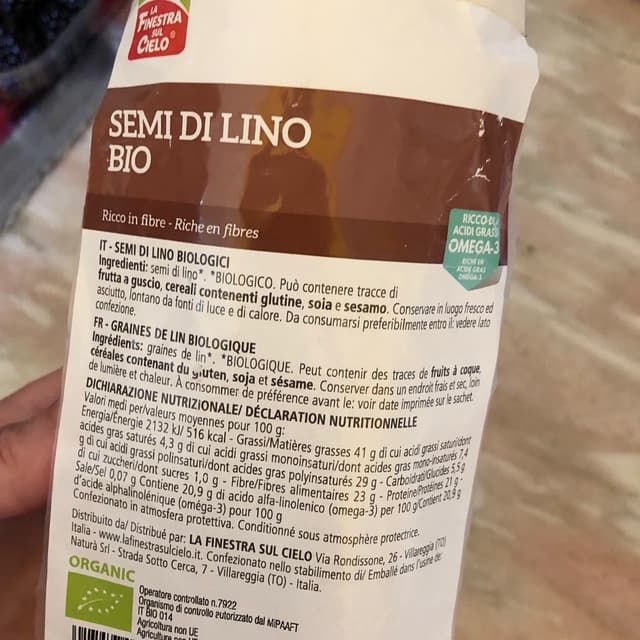 LA
FINESTRA
SUL
CIELO®
SEMI DI LINO
BIO
Ricco in fibre - Riche en fibres
RICCO DI
ACIDI GRASSI
OMEGA-3
RICHE EN
ACIDE GRAS
OMÉGA-3
IT - SEMI DI LINO BIOLOGICI
Ingredienti: semi di lino*. *BIOLOGICO. Può contenere tracce di
frutta a guscio, cereali contenenti glutine, soia e sesamo. Conservare in luogo fresco ed
asciutto, lontano da fonti di luce e di calore. Da consumarsi preferibilmente entro il: vedere lato
confezione.
FR - GRAINES DE LIN BIOLOGIQUE
Ingrédients: graines de lin*. *BIOLOGIQUE. Peut contenir des traces de fruits à coque,
céréales contenant du gluten, soja et sésame. Conserver dans un endroit frais et sec, loin
de lumière et chaleur. À consommer de préférence avant le: voir date imprimée sur le sachet.
DICHIARAZIONE NUTRIZIONALE/ DÉCLARATION NUTRITIONNELLE
Valori medi per/valeurs moyennes pour 100 g:
Energia/Énergie 2132 kJ/ 516 kcal - Grassi/Matières grasses 41 g di cui acidi grassi saturi/dont
acides gras saturés 4,3 g di cui acidi grassi monoinsaturi/dont acides gras mono-insaturés 7,4
g di cui acidi grassi polinsaturi/dont acides gras polyinsaturés 29 g - Carboidrati/Glucides 5,5 g
di cui zuccheri/dont sucres 1,0 g - Fibre/Fibres alimentaires 23 g - Proteine/Protéines 21 g -
Sale/Sel 0,07 g Contiene 20,9 g di acido alfa-linolenico (omega-3) per 100 g/Contient 20,9 g
d'acide alphalinolénique (oméga-3) pour 100 g
Confezionato in atmosfera protettiva. Conditionné sous atmosphère protectrice.
Distribuito da/ Distribué par: LA FINESTRA SUL CIELO Via Rondissone, 26 - Villareggia (TO)
Italia - www.lafinestrasulcielo.it. Confezionato nello stabilimento di/ Emballé dans l'usine de:
Naturà Srl - Strada Sotto Cerca, 7 - Villareggia (TO) - Italia.
ORGANIC
Operatore controllato n.7922
Organismo di controllo autorizzato dal MiPAAFT
IT BIO 014
Agricoltura non UE
Agriculture non UE